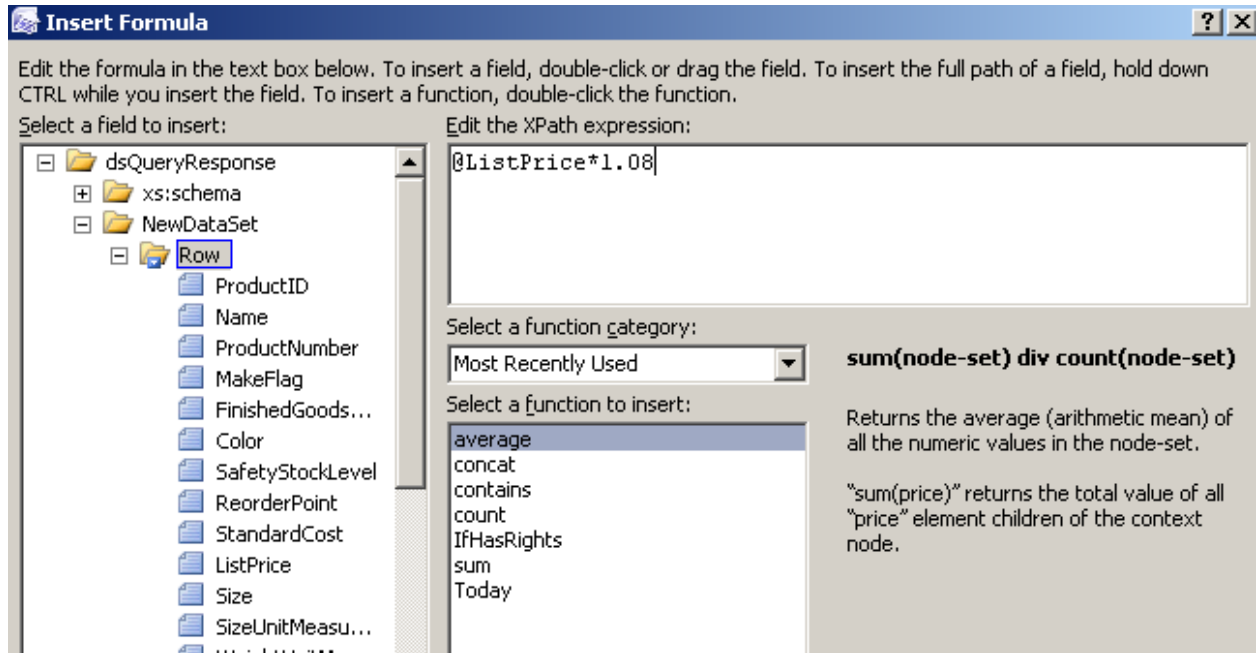 Insert Formula
Edit the formula in the text box below. To insert a field, double-click or drag the field. To insert the full path of a field, hold down
CTRL while you insert the field. To insert a function, double-click the function.
Select a field to insert:
dsQueryResponse
xs:schema
NewDataSet
Row
ProductID
Name
ProductNumber
MakeFlag
FinishedGoods...
Color
SafetyStockLevel
ReorderPoint
StandardCost
ListPrice
Size
SizeUnitMeasu...
Edit the XPath expression:
@ListPrice*1.08
Select a function category:
Most Recently Used
Select a function to insert:
average
concat
contains
count
IfHasRights
sum
Today
sum(node-set) div count(node-set)
Returns the average (arithmetic mean) of
all the numeric values in the node-set.
"sum(price)" returns the total value of all
"price" element children of the context
node.